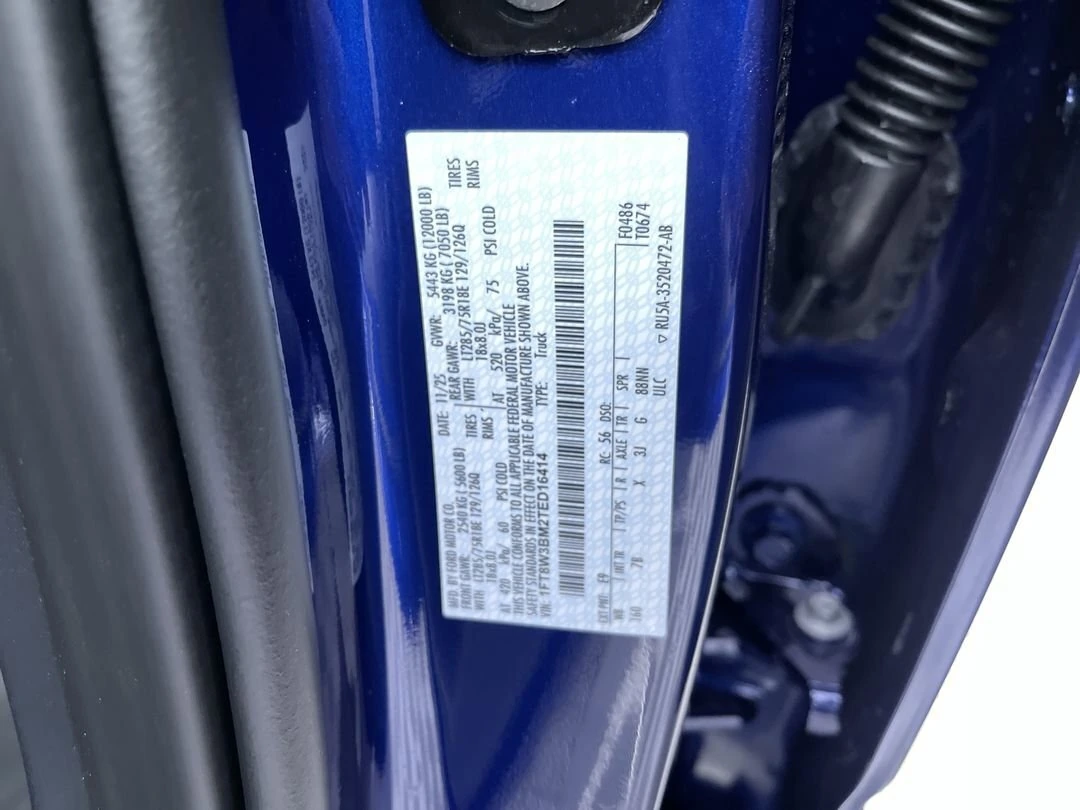 MFD. BY FORD MOTOR CO.
DATE: 11/25 GVWR: 5443 KG (12000 LB)
FRONT GAWR: 2540 KG (5600 LB) REAR GAWR: 3198 KG (7050 LB)
WITH LT285/75R18E 129/126Q TIRES WITH LT285/75R18E 129/126Q TIRES
18x8.0J RIMS 18x8.0J RIMS
AT 420 kPa/ 60 PSI COLD AT 520 kPa/ 75 PSI COLD
THIS VEHICLE CONFORMS TO ALL APPLICABLE FEDERAL MOTOR VEHICLE
SAFETY STANDARDS IN EFFECT ON THE DATE OF MANUFACTURE SHOWN ABOVE.
VIN: 1FT8W3BM2TED16414 TYPE: Truck
EXT PNT: E9 RC: 56 DSO: F0486
WB INT TR TP/PS R AXLE TR SPR T0674
160 7B X 3J G 88NN
ULC
▽ RU5A-3520472-AB